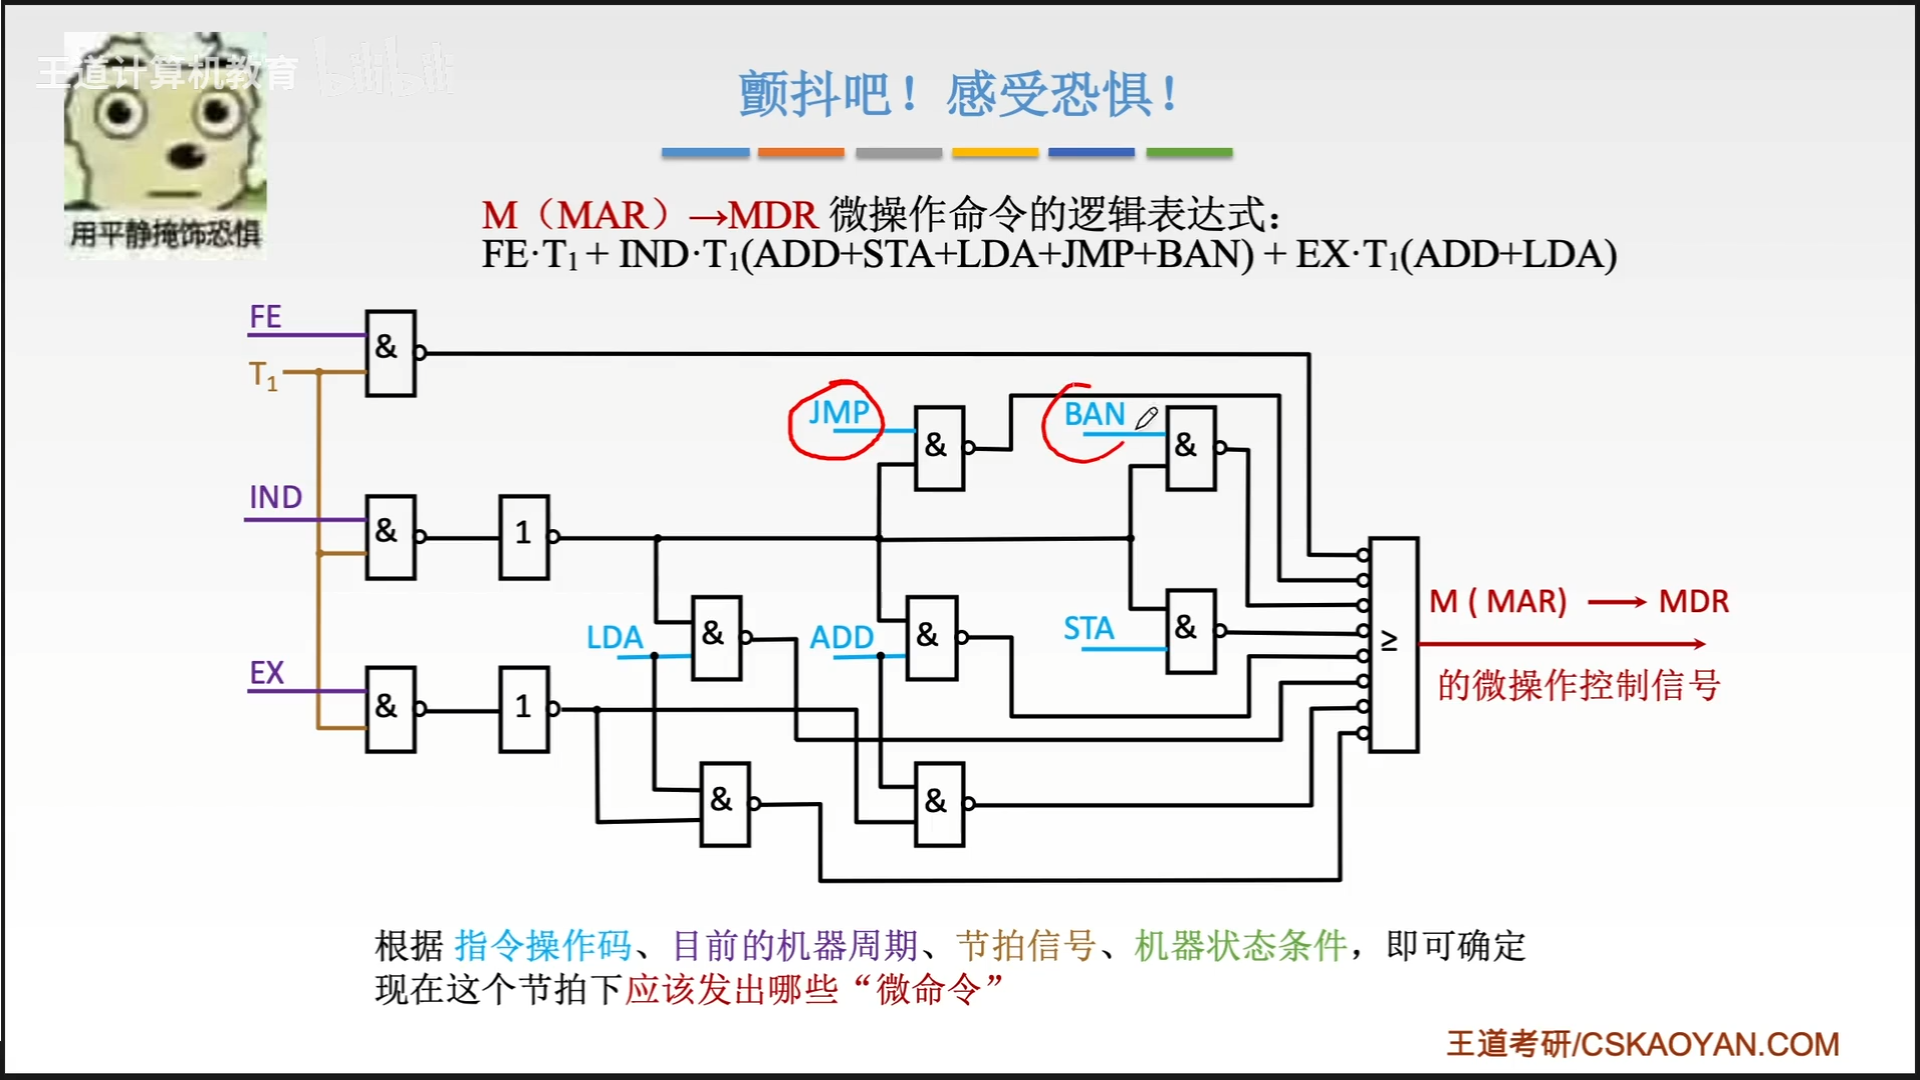 王道计算机教育 bilibili
颤抖吧！感受恐惧！
用平静掩饰恐惧
M（MAR）→MDR 微操作命令的逻辑表达式：
FE·T₁ + IND·T₁(ADD+STA+LDA+JMP+BAN) + EX·T₁(ADD+LDA)
FE
&
T₁
JMP
&
BAN
&
IND
&
1
LDA
&
ADD
&
STA
&
≥
M ( MAR) → MDR
的微操作控制信号
EX
&
1
&
&
根据 指令操作码、目前的机器周期、节拍信号、机器状态条件，即可确定
现在这个节拍下应该发出哪些“微命令”
王道考研/CSKAOYAN.COM